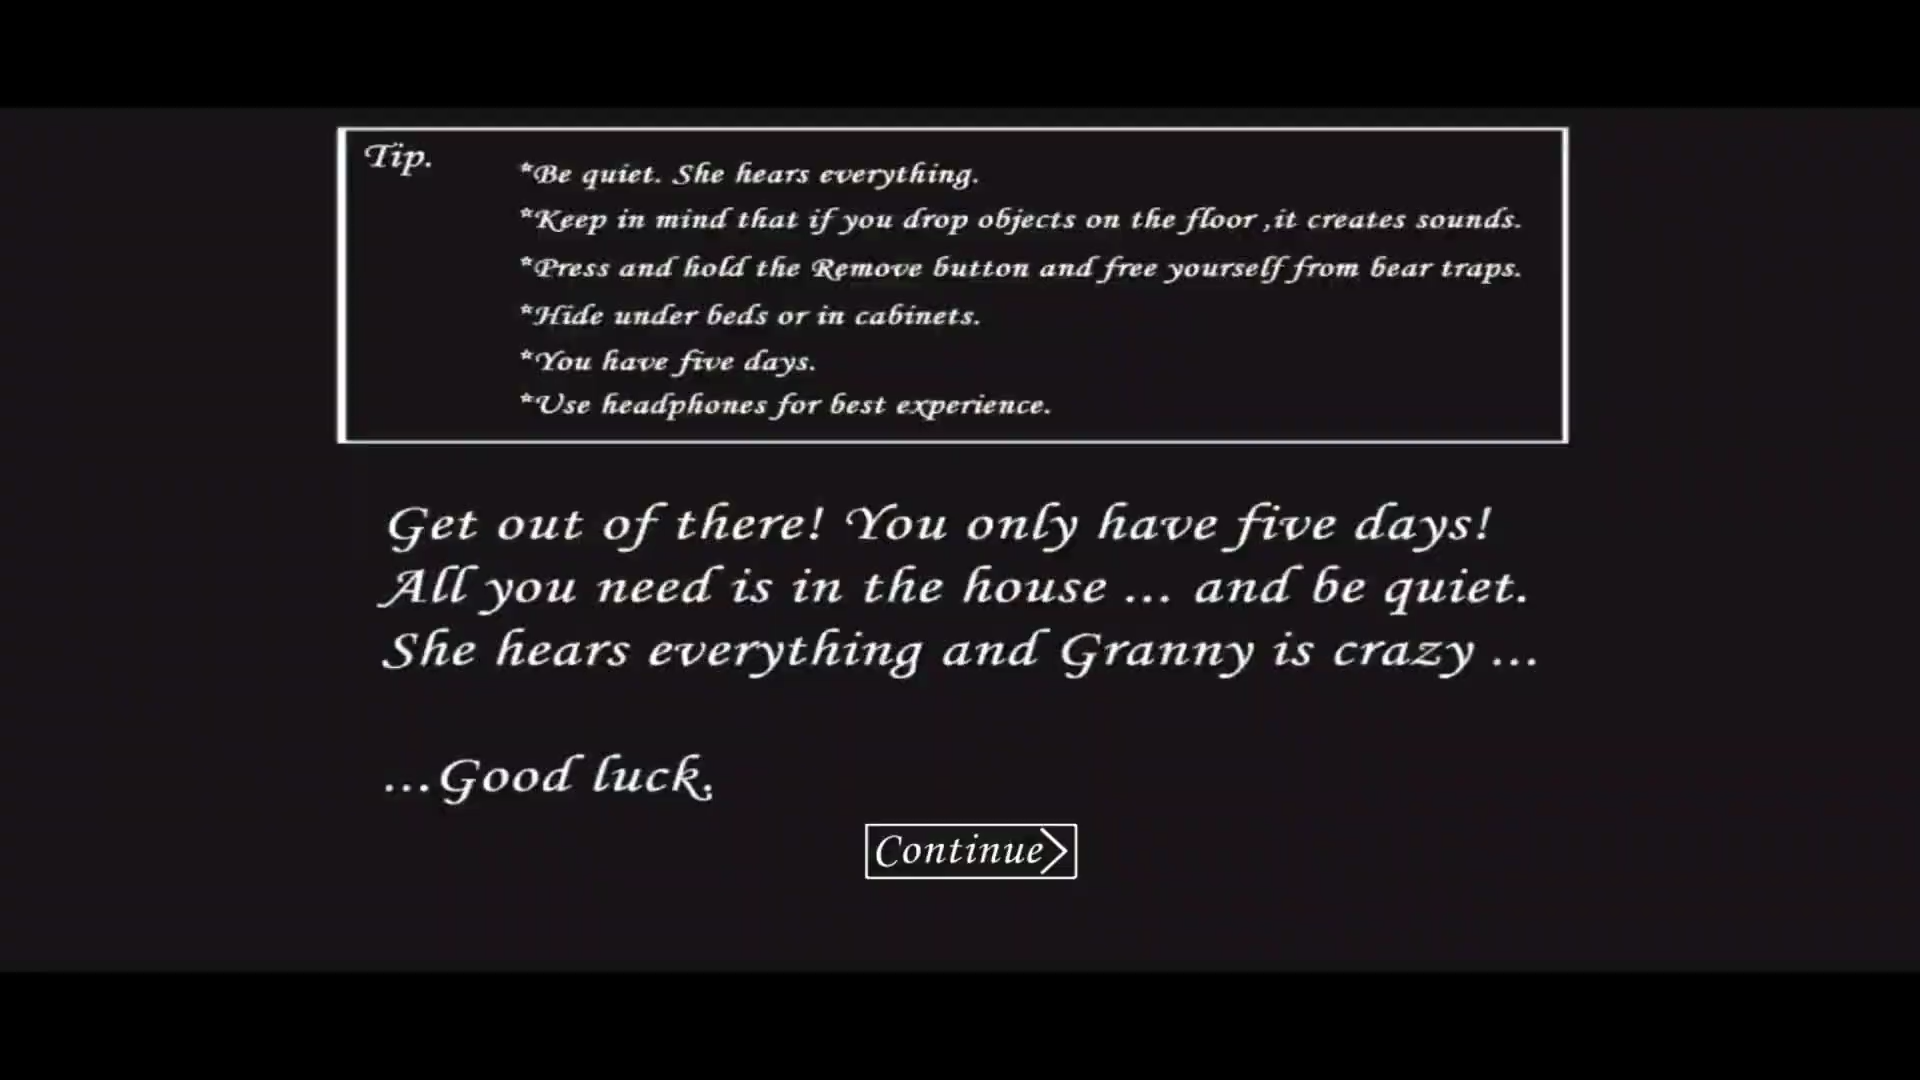 Tip.
*Be quiet. She hears everything.
*Keep in mind that if you drop objects on the floor ,it creates sounds.
*Press and hold the Remove button and free yourself from bear traps.
*Hide under beds or in cabinets.
*You have five days.
*Use headphones for best experience.
Get out of there! You only have five days!
All you need is in the house ... and be quiet.
She hears everything and Granny is crazy ...
...Good luck.
Continue>